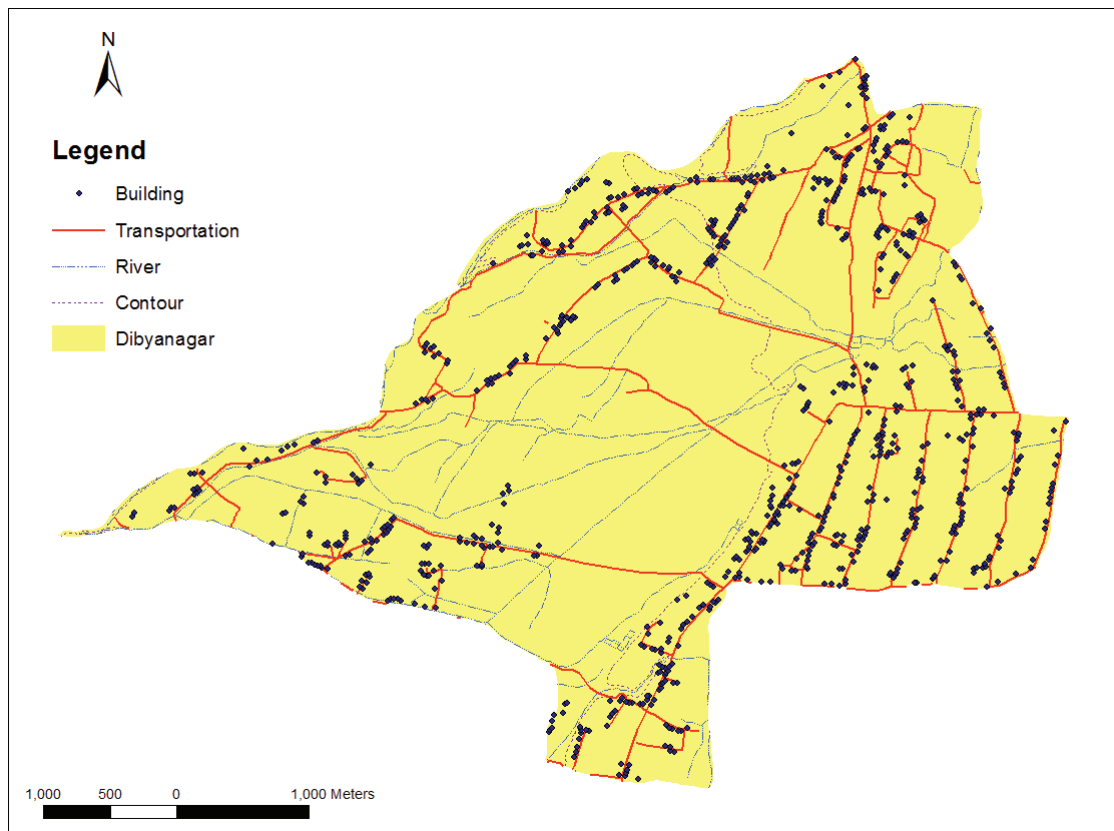 N
Legend
Building
Transportation
River
Contour
Dibyanagar
1,000 500 0 1,000 Meters